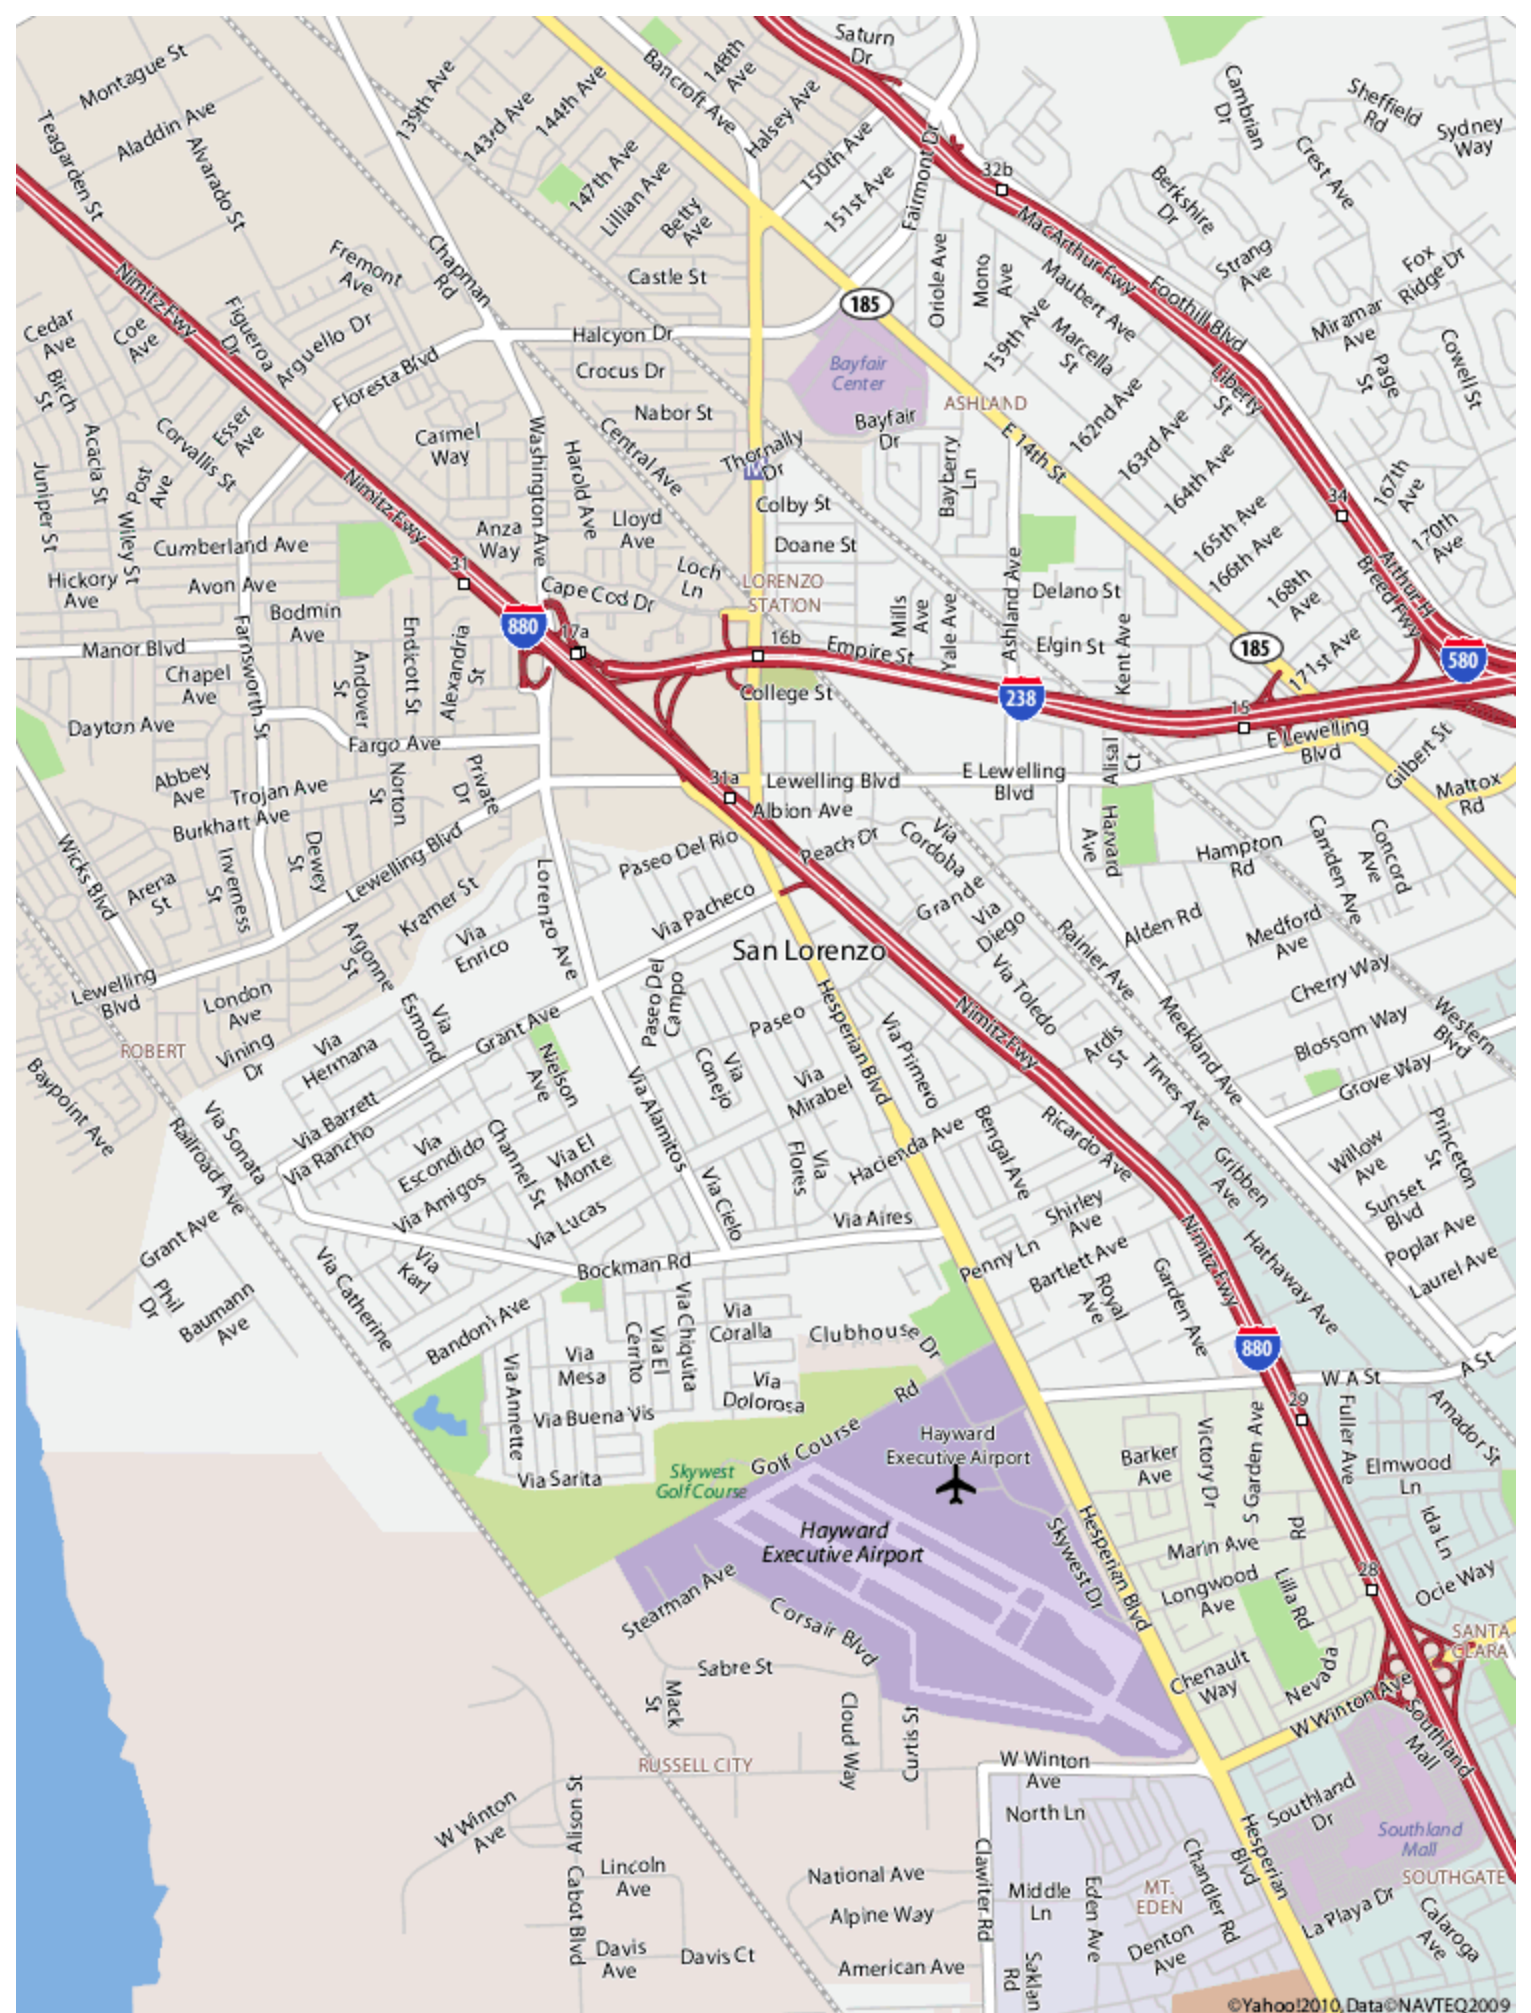 Saturn
Dr
Montague St
Bancroft Ave
148th
Ave
Halsey Ave
139th Ave
143rd Ave
144th Ave
Cambrian
Dr
Sheffield
Rd
Sydney
Way
Teagarden St
Aladdin Ave
Alvarado St
147th Ave
Lillian Ave
Betty
Ave
150th Ave
151st Ave
Fairmont Dr
32b
Crest Ave
Berkshire
Dr
MacArthur Fwy
Strang
Ave
Fox
Ridge Dr
Fremont
Ave
Chapman
Rd
Castle St
Oriole Ave
Mono
Ave
Maubert Ave
Foothill Blvd
Nimitz Fwy
185
Cedar
Ave
Coe
Ave
Figueroa
Dr
Arguello Dr
Halcyon Dr
159th Ave
Marcella
St
Miramar
Ave
Page
St
Cowell St
Floresta Blvd
Crocus Dr
Bayfair
Center
Liberty
St
Birch
St
Nabor St
ASHLAND
162nd Ave
Esser
Ave
Corvallis St
Carmel
Way
Washington Ave
Central Ave
Bayfair
Dr
E 14th St
163rd Ave
Acacia St
Harold Ave
Thornally
Dr
Bayberry
Ln
164th Ave
167th
Ave
Juniper St
Post
Ave
Nimitz Fwy
Colby St
34
Wiley St
Anza
Way
Lloyd
Ave
165th Ave
170th
Ave
Cumberland Ave
Doane St
166th Ave
31
Loch
Ln
LORENZO
STATION
Ashland Ave
Arthur H
Breed Fwy
Hickory
Ave
Avon Ave
Cape Cod Dr
Delano St
168th
Ave
Bodmin
Ave
880
17a
16b
Mills
Ave
Yale Ave
Elgin St
Kent Ave
185
171st Ave
580
Manor Blvd
Farnsworth St
Endicott St
Alexandria
St
Empire St
Chapel
Ave
Andover
St
College St
238
Dayton Ave
15
Fargo Ave
E Lewelling
Blvd
Gilbert St
Abbey
Ave
Trojan Ave
Norton
St
Private
Dr
31a
Lewelling Blvd
E Lewelling
Blvd
Alisal
Ct
Mattox
Rd
Burkhart Ave
Albion Ave
Wicks Blvd
Inverness
St
Dewey
St
Lewelling Blvd
Paseo Del Rio
Peach Dr
Via
Cordoba
Harvard
Ave
Hampton
Rd
Camden Ave
Concord
Ave
Arena
St
Kramer St
Lorenzo Ave
Via Pacheco
Grande
Via
Diego
Alden Rd
Medford
Ave
Argonne
St
Via
Enrico
San Lorenzo
Rainier Ave
Lewelling
Blvd
London
Ave
Paseo Del
Campo
Via Toledo
Cherry Way
Via
Esmond
Grant Ave
Paseo
Hesperian Blvd
Via Primero
Nimitz Fwy
Meekland Ave
Blossom Way
Western
Blvd
ROBERT
Vining
Dr
Via
Hermana
Nielson
Ave
Via
Conejo
Via
Mirabel
Ardis
St
Times Ave
Grove Way
Baypoint Ave
Via Alamitos
Via Sonata
Via Barrett
Via Rancho
Via
Escondido
Channel St
Via El
Monte
Via
Flores
Hacienda Ave
Bengal Ave
Ricardo Ave
Railroad Ave
Willow
Ave
Princeton
St
Gribben
Ave
Grant Ave
Via Amigos
Via Lucas
Via Cielo
Via Aires
Shirley
Ave
Nimitz Fwy
Sunset
Blvd
Poplar Ave
Via Catherine
Via
Karl
Bockman Rd
Penny Ln
Bartlett Ave
Hathaway Ave
Laurel Ave
Phil
Dr
Baumann
Ave
Bandoni Ave
Via Chiquita
Royal
Ave
Garden Ave
Via
Coralla
Clubhouse Dr
Via
Mesa
Via El
Cerrito
880
A St
Via Annette
Via
Dolorosa
W A St
Via Buena Vis
Golf Course
Rd
29
Amador St
Hayward
Executive Airport
Barker
Ave
Victory Dr
S Garden Ave
Fuller Ave
Elmwood
Ln
Via Sarita
Skywest
Golf Course
Hayward
Executive Airport
Skywest Dr
Hesperian Blvd
Rd
Marin Ave
Ida Ln
Stearman Ave
Corsair Blvd
Longwood
Ave
Lilla Rd
28
Ocie Way
Sabre St
SANTA
CLARA
Mack
St
Chenault
Way
Nevada
Cloud Way
Curtis St
W Winton Ave
Southland
Mall
RUSSELL CITY
W Winton
Ave
W Winton
Ave
Alison St
North Ln
Southland
Dr
Hesperian
Blvd
Southland
Mall
Lincoln
Ave
Cabot Blvd
National Ave
Clawiter Rd
Middle
Ln
Eden Ave
MT.
EDEN
Chandler Rd
SOUTHGATE
Alpine Way
La Playa Dr
Calaroga
Ave
Davis
Ave
Davis Ct
American Ave
Saklan
Rd
Denton
Ave
©Yahoo!2010, Data©NAVTEQ2009